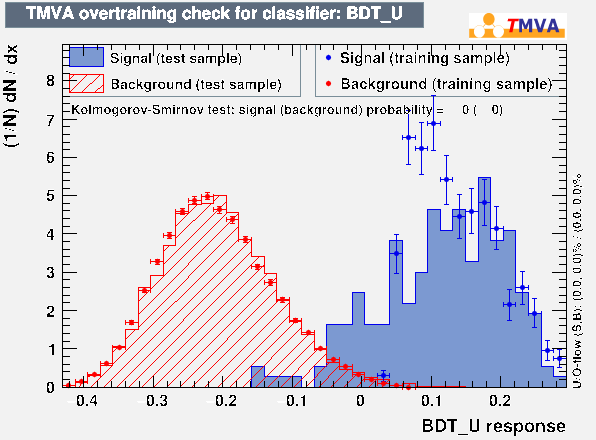 TMVA overtraining check for classifier: BDT_U
TMVA
Signal (test sample)
Background (test sample)
Signal (training sample)
Background (training sample)
Kolmogorov-Smirnov test: signal (background) probability = 0 ( 0)
(1/N) dN / dx
8
7
6
5
4
3
2
1
0
-0.4 -0.3 -0.2 -0.1 0 0.1 0.2
BDT_U response
U/O-flow (S,B): (0.0, 0.0)% / (0.0, 0.0)%